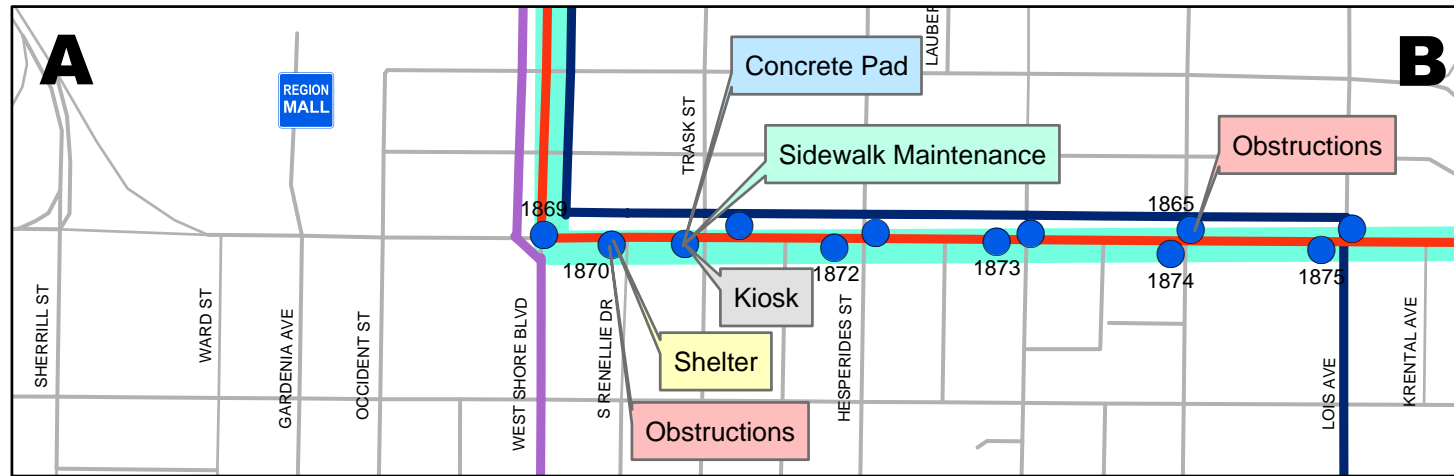 A
B
REGION
MALL
LAUBER
Concrete Pad
TRASK ST
Sidewalk Maintenance
Obstructions
1869
1865
1870
1872
1873
1874
1875
Kiosk
Shelter
Obstructions
SHERRILL ST
WARD ST
GARDENIA AVE
OCCIDENT ST
WEST SHORE BLVD
S RENELLIE DR
HESPERIDES ST
LOIS AVE
KRENTAL AVE